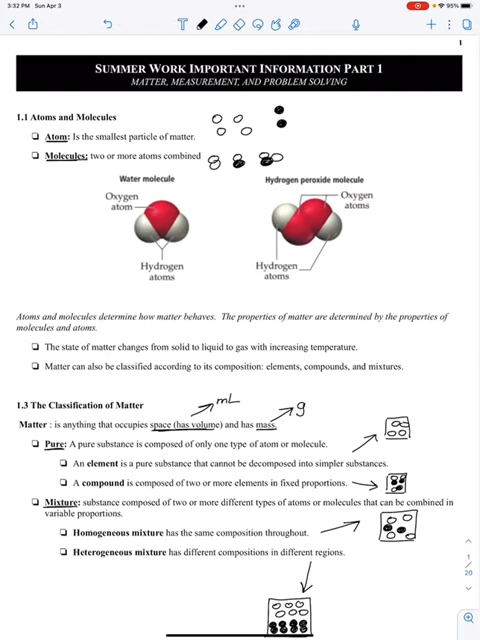 3:32 PM Sun Apr 3
95%
1
SUMMER WORK IMPORTANT INFORMATION PART 1
MATTER, MEASUREMENT, AND PROBLEM SOLVING
1.1 Atoms and Molecules
Atom: Is the smallest particle of matter.
Molecules: two or more atoms combined
Water molecule
Hydrogen peroxide molecule
Oxygen
atom
Oxygen
atoms
Hydrogen
atoms
Hydrogen
atoms
Atoms and molecules determine how matter behaves. The properties of matter are determined by the properties of
molecules and atoms.
The state of matter changes from solid to liquid to gas with increasing temperature.
Matter can also be classified according to its composition: elements, compounds, and mixtures.
mL
g
1.3 The Classification of Matter
Matter : is anything that occupies space (has volume) and has mass.
Pure: A pure substance is composed of only one type of atom or molecule.
An element is a pure substance that cannot be decomposed into simpler substances.
A compound is composed of two or more elements in fixed proportions.
Mixture: substance composed of two or more different types of atoms or molecules that can be combined in
variable proportions.
Homogeneous mixture has the same composition throughout.
Heterogeneous mixture has different compositions in different regions.
1
/
20